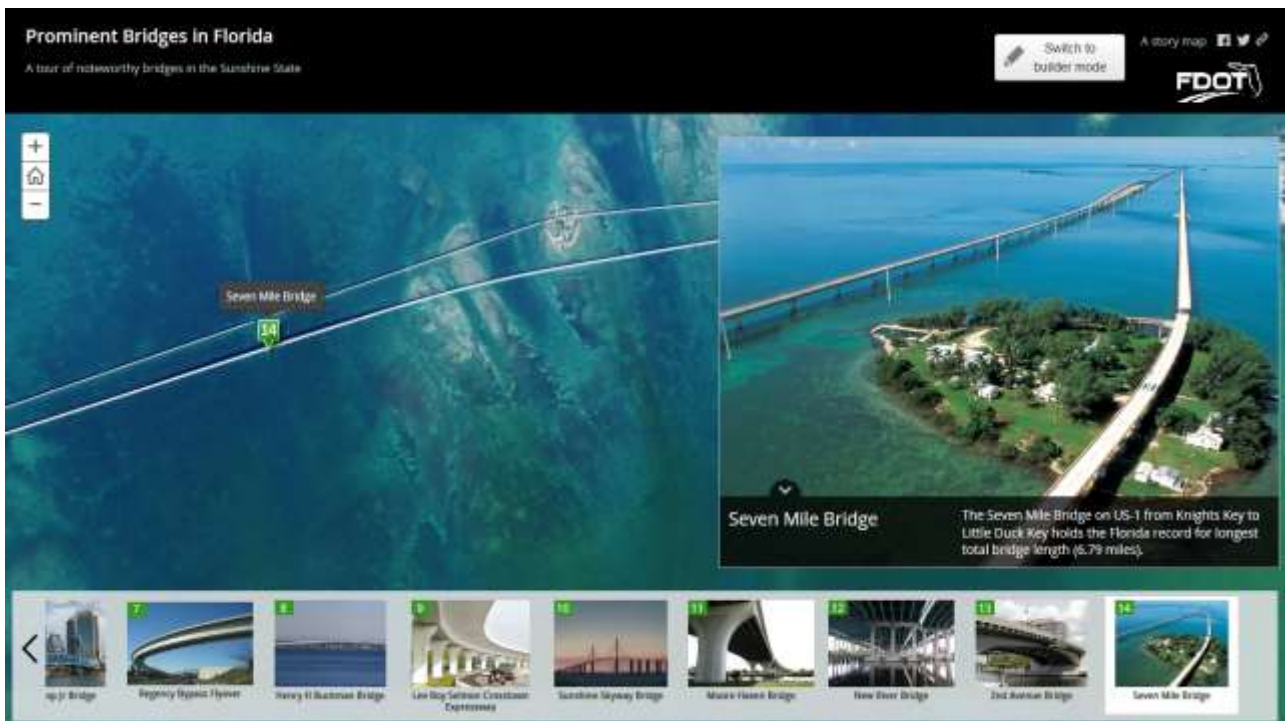 Prominent Bridges in Florida
A tour of noteworthy bridges in the Sunshine State
Switch to
builder mode
A story map
FDOT
Seven Mile Bridge
14
Seven Mile Bridge
The Seven Mile Bridge on US-1 from Knights Key to
Little Duck Key holds the Florida record for longest
total bridge length (6.79 miles).
7
8
9
10
11
12
13
14
op Jr Bridge
Regency Bypass Flyover
Henry H Buckman Bridge
Lee Roy Selmon Crosstown
Expressway
Sunshine Skyway Bridge
Moore Haven Bridge
New River Bridge
2nd Avenue Bridge
Seven Mile Bridge